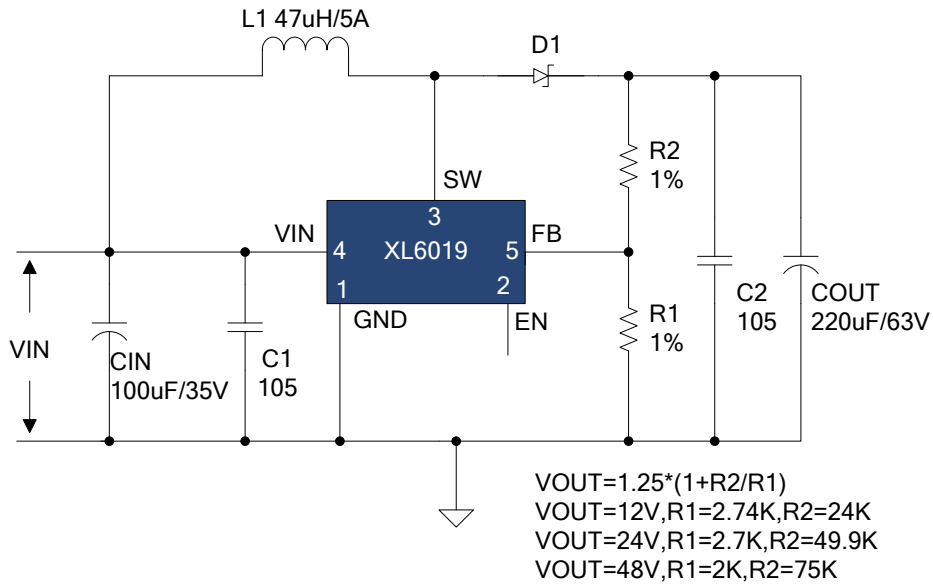 L1 47uH/5A
D1
R2
1%
SW
3
VIN
4
XL6019
5
FB
1
2
GND
EN
R1
1%
C2
105
COUT
220uF/63V
VIN
CIN
100uF/35V
C1
105
VOUT=1.25*(1+R2/R1)
VOUT=12V,R1=2.74K,R2=24K
VOUT=24V,R1=2.7K,R2=49.9K
VOUT=48V,R1=2K,R2=75K